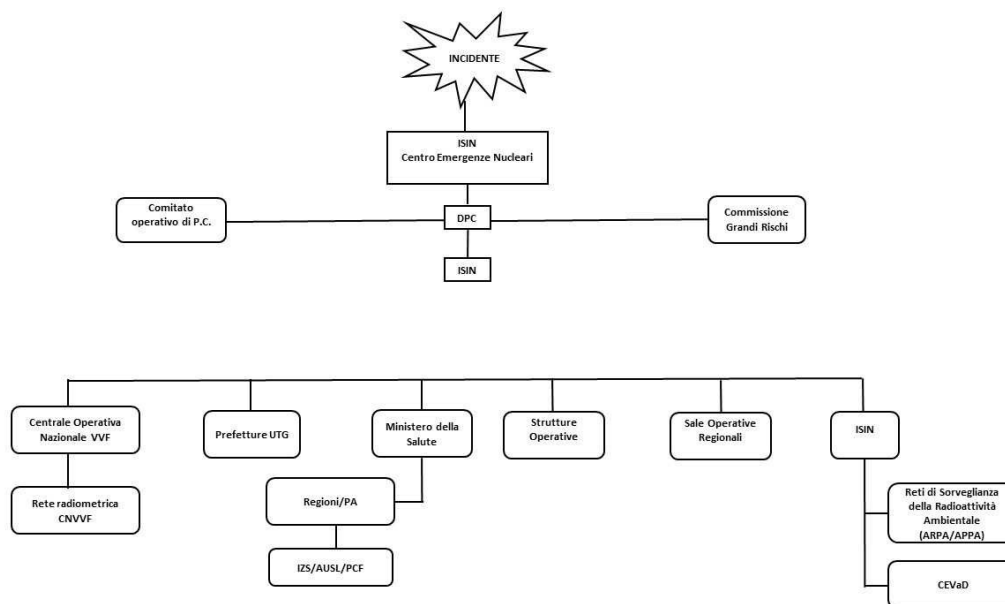 INCIDENTE
ISIN
Centro Emergenze Nucleari
Comitato
operativo di P.C.
DPC
Commissione
Grandi Rischi
ISIN
Centrale Operativa
Nazionale VVF
Prefetture UTG
Ministero della
Salute
Strutture
Operative
Sale Operative
Regionali
ISIN
Rete radiometrica
CNVVF
Regioni/PA
Reti di Sorveglianza
della Radioattività
Ambientale
(ARPA/APPA)
IZS/AUSL/PCF
CEVaD